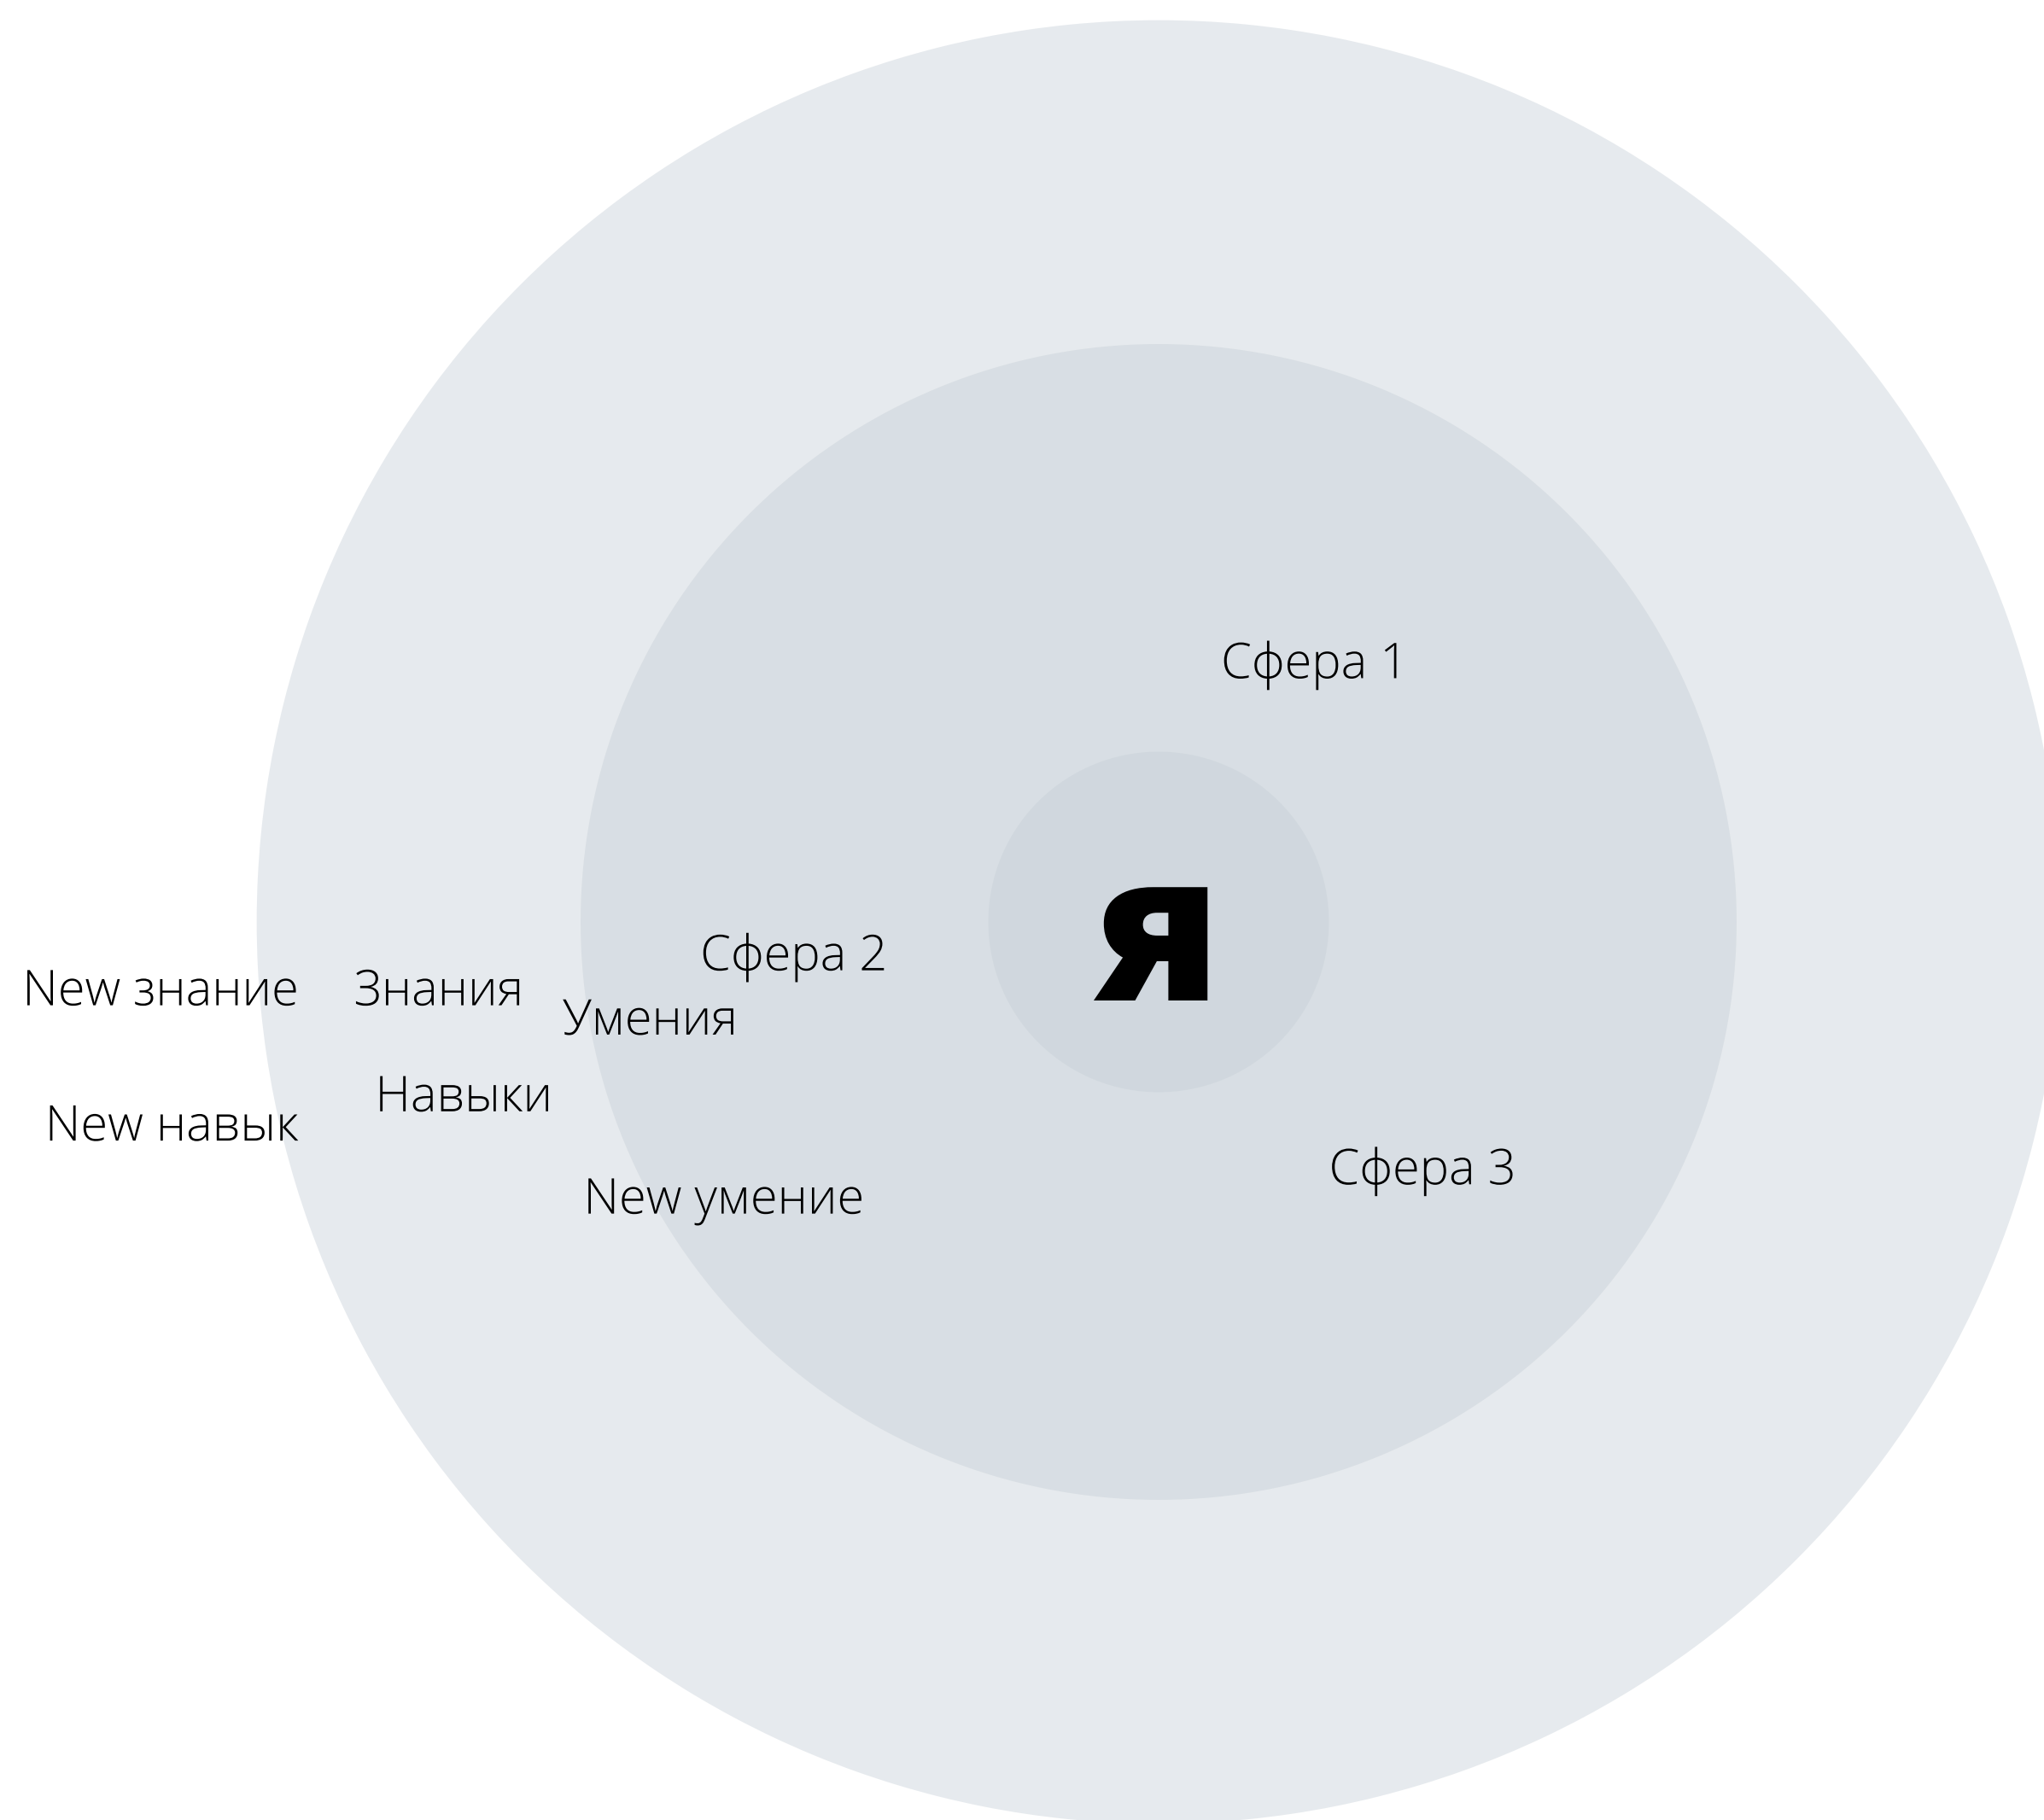 Сфера 1
Я
Сфера 2
New знание
Знания
Умения
Навыки
New навык
Сфера 3
New умение